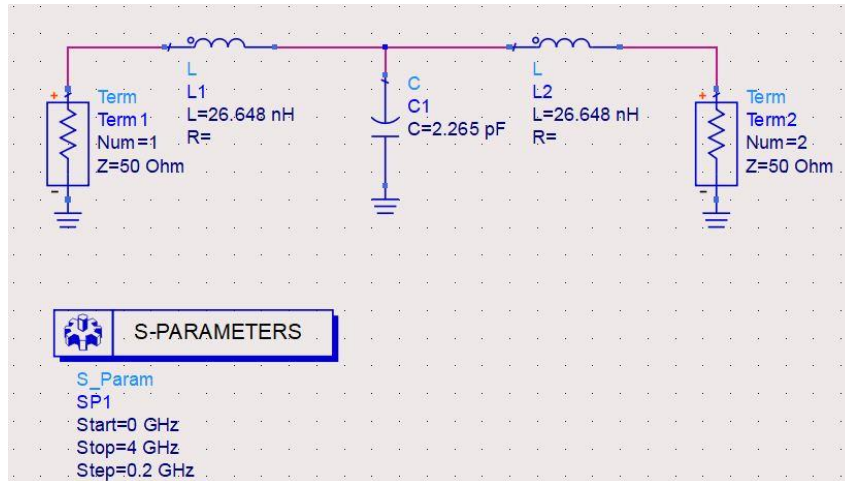 L
L1
L=26.648 nH
R=
C
C1
C=2.265 pF
L
L2
L=26.648 nH
R=
+
Term
Term1
Num=1
Z=50 Ohm
-
+
Term
Term2
Num=2
Z=50 Ohm
-
S-PARAMETERS
S_Param
SP1
Start=0 GHz
Stop=4 GHz
Step=0.2 GHz